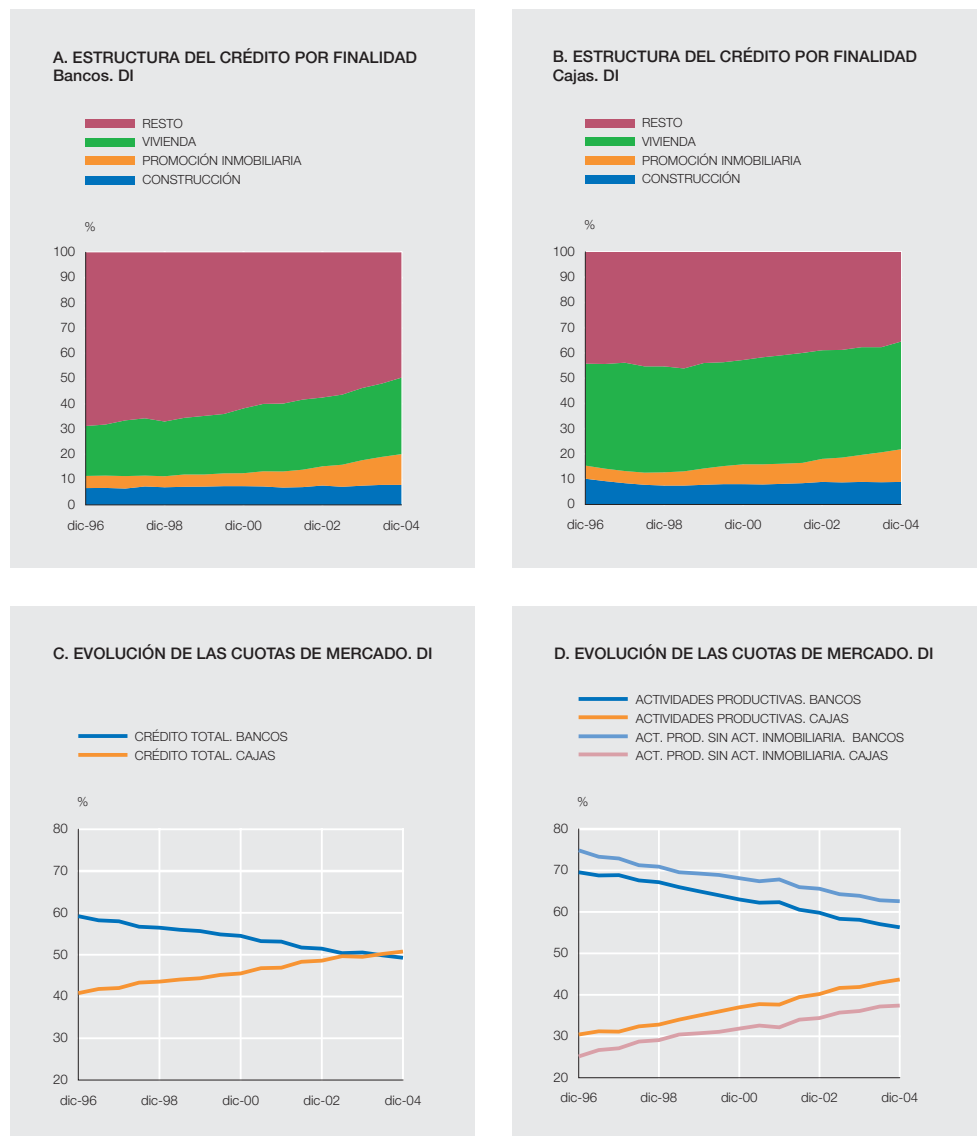 A. ESTRUCTURA DEL CRÉDITO POR FINALIDAD
Bancos. DI
RESTO
VIVIENDA
PROMOCIÓN INMOBILIARIA
CONSTRUCCIÓN
%
100
90
80
70
60
50
40
30
20
10
0
dic-96 dic-98 dic-00 dic-02 dic-04
B. ESTRUCTURA DEL CRÉDITO POR FINALIDAD
Cajas. DI
RESTO
VIVIENDA
PROMOCIÓN INMOBILIARIA
CONSTRUCCIÓN
%
100
90
80
70
60
50
40
30
20
10
0
dic-96 dic-98 dic-00 dic-02 dic-04
C. EVOLUCIÓN DE LAS CUOTAS DE MERCADO. DI
CRÉDITO TOTAL. BANCOS
CRÉDITO TOTAL. CAJAS
%
80
70
60
50
40
30
20
dic-96 dic-98 dic-00 dic-02 dic-04
D. EVOLUCIÓN DE LAS CUOTAS DE MERCADO. DI
ACTIVIDADES PRODUCTIVAS. BANCOS
ACTIVIDADES PRODUCTIVAS. CAJAS
ACT. PROD. SIN ACT. INMOBILIARIA. BANCOS
ACT. PROD. SIN ACT. INMOBILIARIA. CAJAS
%
80
70
60
50
40
30
20
dic-96 dic-98 dic-00 dic-02 dic-04